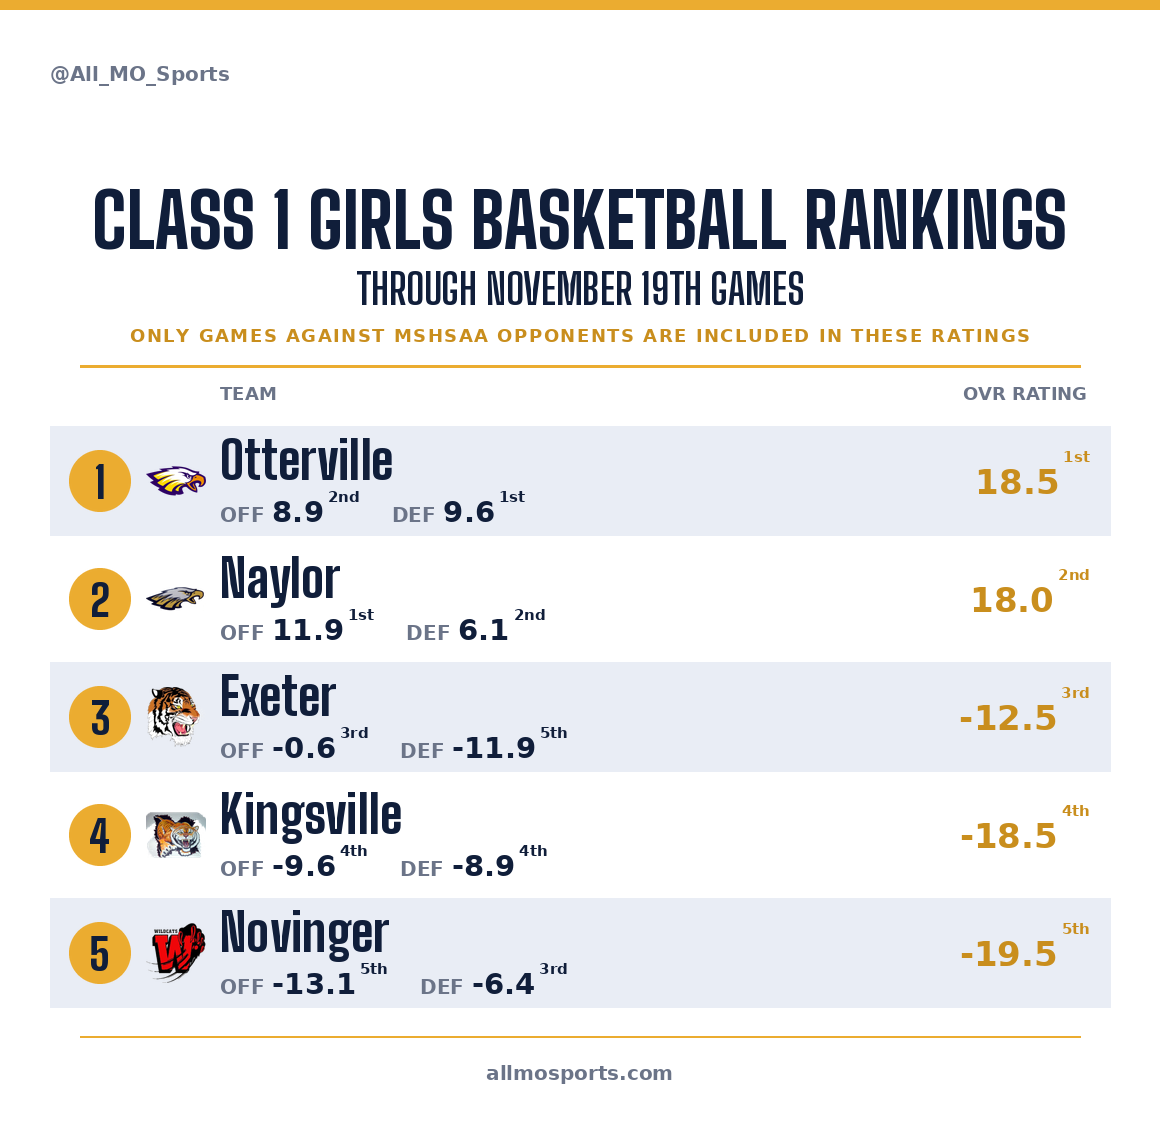 @All_MO_Sports
CLASS 1 GIRLS BASKETBALL RANKINGS
THROUGH NOVEMBER 19TH GAMES
ONLY GAMES AGAINST MSHSAA OPPONENTS ARE INCLUDED IN THESE RATINGS
TEAM OVR RATING
1 Otterville 18.5 1st
OFF 8.9 2nd DEF 9.6 1st
2 Naylor 18.0 2nd
OFF 11.9 1st DEF 6.1 2nd
3 Exeter -12.5 3rd
OFF -0.6 3rd DEF -11.9 5th
4 Kingsville -18.5 4th
OFF -9.6 4th DEF -8.9 4th
WILDCATS W
5 Novinger -19.5 5th
OFF -13.1 5th DEF -6.4 3rd
allmosports.com